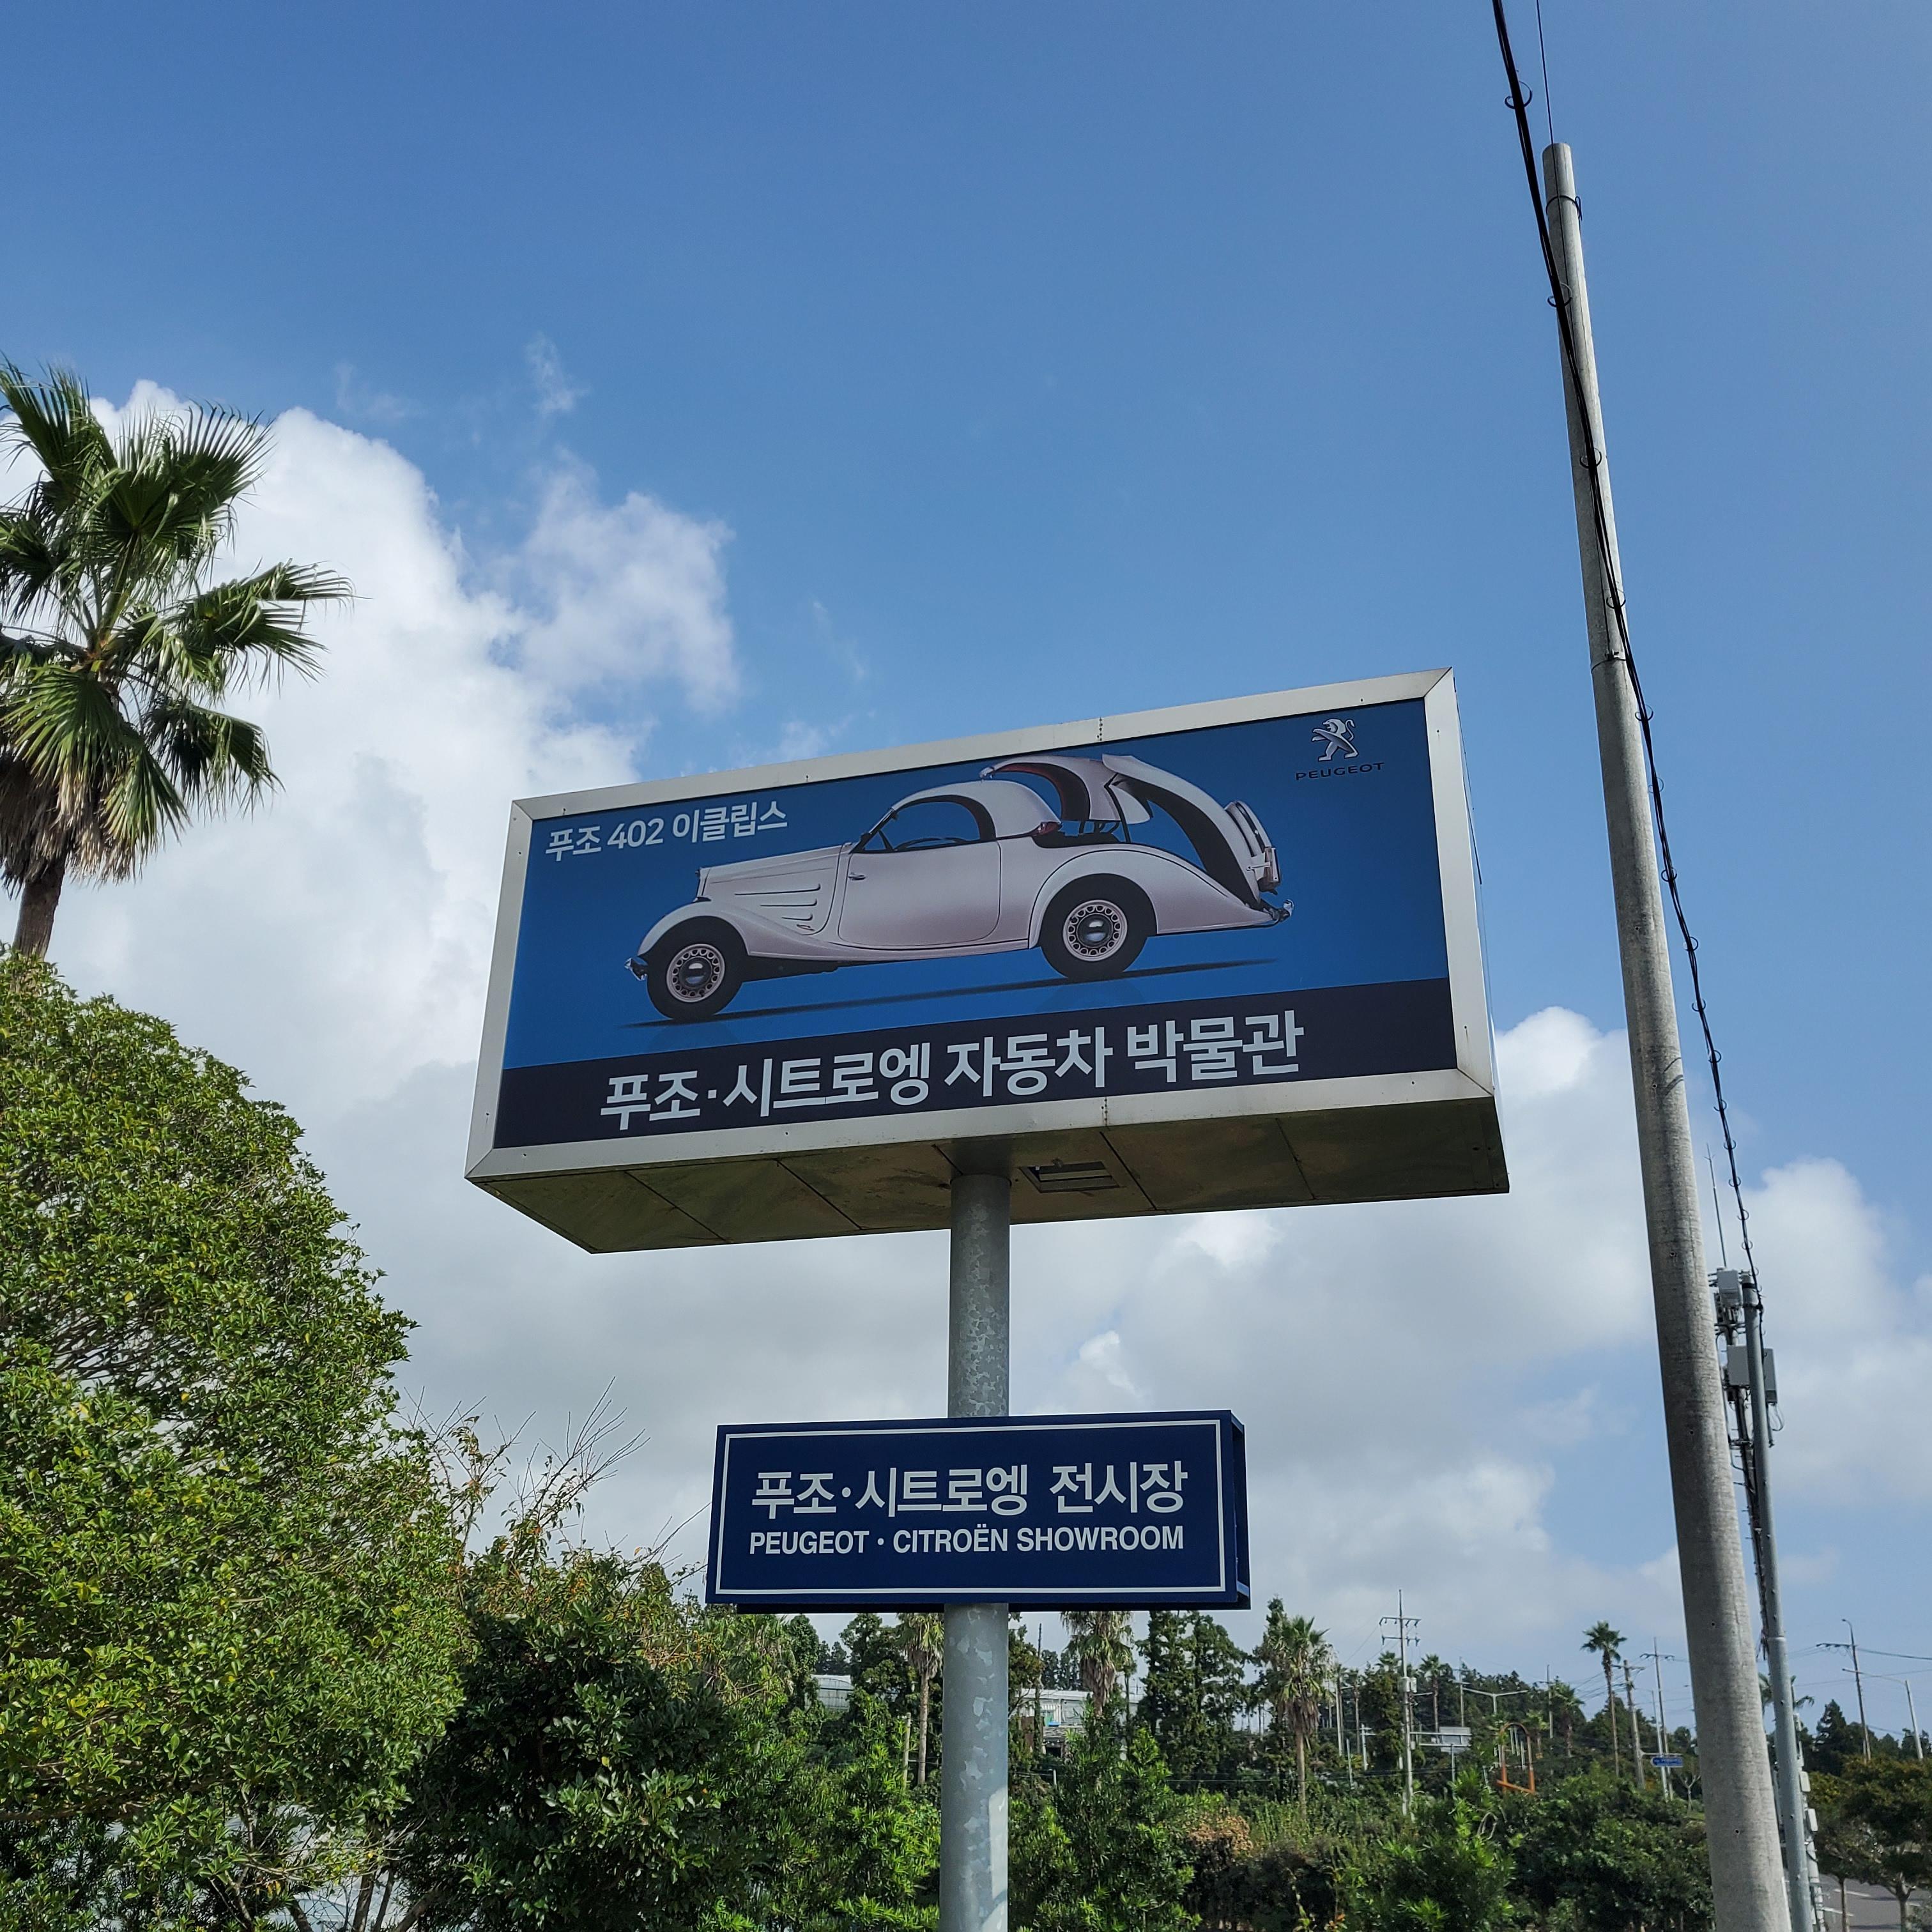 푸조 402 이클립스
PEUGEOT
푸조·시트로엥 자동차 박물관
푸조·시트로엥 전시장
PEUGEOT · CITROËN SHOWROOM